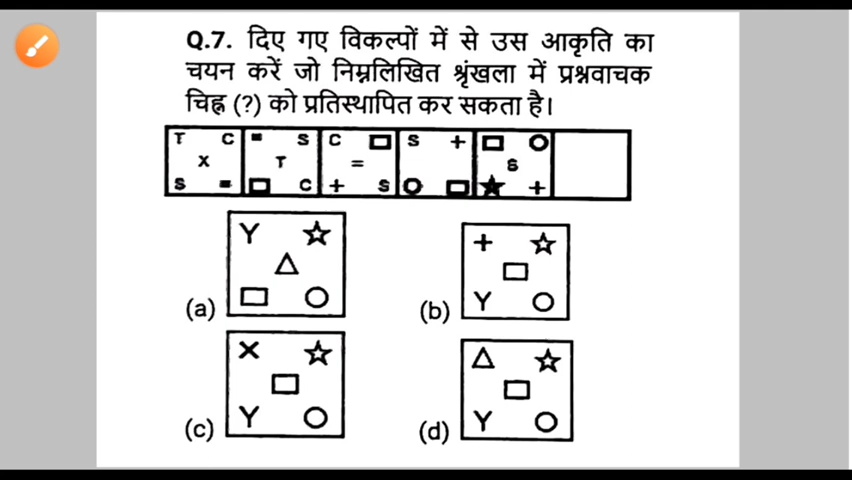 Q.7. दिए गए विकल्पों में से उस आकृति का
चयन करें जो निम्नलिखित श्रृंखला में प्रश्नवाचक
चिह्न (?) को प्रतिस्थापित कर सकता है।
T C = S C S +
X T = S
S = C + S +
Y + 
(a) (b)
Y
X
Y Y
(c) (d)